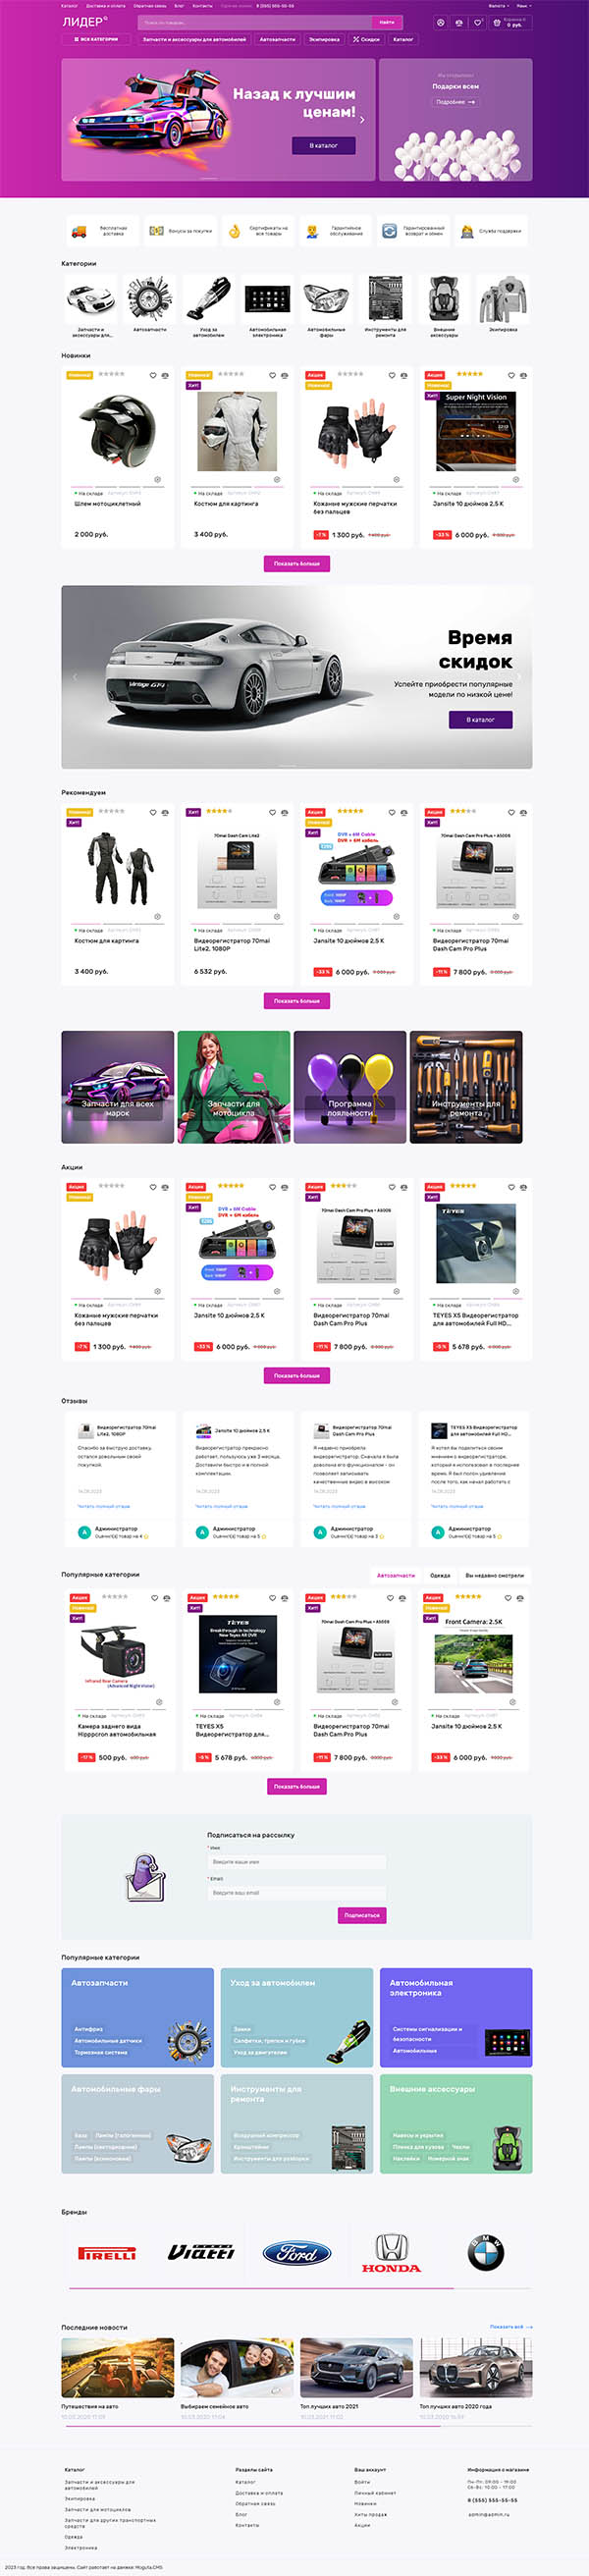 Каталог Доставка и оплата Обратная связь Блог Контакты 8 (555) 555-55-55 Валюта Язык
ЛИДЕР
Поиск по товарам... Найти
0 руб.
ВСЕ КАТЕГОРИИ Запчасти и аксессуары для автомобилей Автозапчасти Экипировка Скидки Каталог
Назад к лучшим
ценам!
В каталог
Подарки всем
Подробнее
Бесплатная
доставка
Бонусы за покупки
Сертификаты на
все товары
Гарантийное
обслуживание
Гарантированный
возврат и обмен
Служба поддержки
Категории
Запчасти и
аксессуары для...
Автозапчасти
Уход за
автомобилем
Автомобильная
электроника
Автомобильные
фары
Инструменты для
ремонта
Внешние
аксессуары
Экипировка
Новинки
Новинка!
На складе
Шлем мотоциклетный
2 000 руб.
Новинка!
Хит!
На складе
Костюм для картинга
3 400 руб.
Акция
Новинка!
На складе
Кожаные мужские перчатки
без пальцев
-7 % 1 300 руб. 1 400 руб.
Акция
Новинка!
Хит!
Super Night Vision
На складе
Jansite 10 дюймов 2,5 K
-33 % 6 000 руб. 9 000 руб.
Показать больше
Vantage GT4
Время
скидок
Успейте приобрести популярные
модели по низкой цене!
В каталог
Рекомендуем
Новинка!
Хит!
На складе
Костюм для картинга
3 400 руб.
Хит!
70mai Dash Cam Lite2
На складе
Видеорегистратор 70mai
Lite2, 1080P
6 532 руб.
Акция
Новинка!
Хит!
DVR + 6M Cable
DVR + 6M кабель
На складе
Jansite 10 дюймов 2,5 K
-33 % 6 000 руб. 9 000 руб.
Акция
Хит!
70mai Dash Cam Pro Plus + A500S
На складе
Видеорегистратор 70mai
Dash Cam Pro Plus
-11 % 7 800 руб. 8 800 руб.
Показать больше
Запчасти для всех
марок
Запчасти для
мотоцикла
Программа
лояльности
Инструменты для
ремонта
Акции
Акция
Новинка!
На складе
Кожаные мужские перчатки
без пальцев
-7 % 1 300 руб. 1 400 руб.
Акция
Новинка!
Хит!
DVR + 6M Cable
DVR + 6M кабель
На складе
Jansite 10 дюймов 2,5 K
-33 % 6 000 руб. 9 000 руб.
Акция
Хит!
70mai Dash Cam Pro Plus + A500S
На складе
Видеорегистратор 70mai
Dash Cam Pro Plus
-11 % 7 800 руб. 8 800 руб.
Акция
Хит!
TEYES
На складе
TEYES X5 Видеорегистратор
для автомобилей Full HD...
-5 % 5 678 руб.
Показать больше
Отзывы
Видеорегистратор 70mai
Lite2, 1080P
Спасибо за быструю доставку,
остался довольным своей
покупкой.
14.05.2023
Читать полный отзыв
А Администратор
Оценил(а) товар на 4
Jansite 10 дюймов 2,5 K
Видеорегистратор прекрасно
работает, пользуюсь уже 3 месяца.
Доставили быстро и в полной
комплектации.
14.05.2023
Читать полный отзыв
А Администратор
Оценил(а) товар на 5
Видеорегистратор 70mai
Dash Cam Pro Plus
Я недавно приобрела
видеорегистратор. Сначала я была
довольна его функционалом - он
позволяет записывать
качественные видео в высоком
14.05.2023
Читать полный отзыв
А Администратор
Оценил(а) товар на 3
TEYES X5 Видеорегистратор
для автомобилей Full HD...
Я хотел бы поделиться своим
мнением о видеорегистраторе,
который я использовал в последнее
время. Я был полон удивление
после того, как начал работать с
14.05.2023
Читать полный отзыв
А Администратор
Оценил(а) товар на 5
Популярные категории
Автозапчасти Одежда Вы недавно смотрели
Акция
Новинка!
Хит!
Infrared Rear Camera
(Advanced Night Vision)
На складе
Камера заднего вида
Hippcron автомобильная
-17 % 500 руб. 600 руб.
Акция
Хит!
TEYES
Breakthrough in technology
New Teyes X5 DVR
На складе
TEYES X5
Видеорегистратор для...
-5 % 5 678 руб.
Акция
Хит!
70mai Dash Cam Pro Plus + A500S
На складе
Видеорегистратор 70mai
Dash Cam Pro Plus
-11 % 7 800 руб. 8 800 руб.
Акция
Новинка!
Хит!
Front Camera: 2.5K
На складе
Jansite 10 дюймов 2,5 K
-33 % 6 000 руб. 9 000 руб.
Показать больше
Подписаться на рассылку
* Имя
Введите ваше имя
* Email
Введите ваш email
Подписаться
Популярные категории
Автозапчасти
Антифриз
Автомобильные датчики
Тормозная система
Уход за автомобилем
Замки
Салфетки, тряпки и губки
Уход за двигателем
Автомобильная
электроника
Системы сигнализации и
безопасности
Автомобильные
Автомобильные фары
База Лампы (галогенные)
Лампы (светодиодные)
Лампы (ксеноновые)
Инструменты для
ремонта
Воздушный компрессор
Кронштейны
Инструменты для разборки
Внешние аксессуары
Навесы и укрытия
Пленка для кузова Чехлы
Наклейки Номерной знак
Бренды
PIRELLI
Viatti
Ford
HONDA
BMW
Последние новости
Показать всё
Путешествия на авто
10.03.2020 17:03
Выбираем семейное авто
10.03.2020 17:04
Топ лучших авто 2021
10.03.2021 17:02
Топ лучших авто 2020 года
10.03.2020 16:59
Каталог
Запчасти и аксессуары для
автомобилей
Экипировка
Запчасти для мотоциклов
Запчасти для других транспортных
средств
Одежда
Электроника
Разделы сайта
Каталог
Доставка и оплата
Обратная связь
Блог
Контакты
Ваш аккаунт
Войти
Личный кабинет
Новинки
Хиты продаж
Акции
Информация о магазине
Пн-Пт: 09:00 - 19:00
Сб-Вс: 10:00 - 17:00
8 (555) 555-55-55
admin@admin.ru
2023 год. Все права защищены. Сайт работает на движке: Moguta.CMS